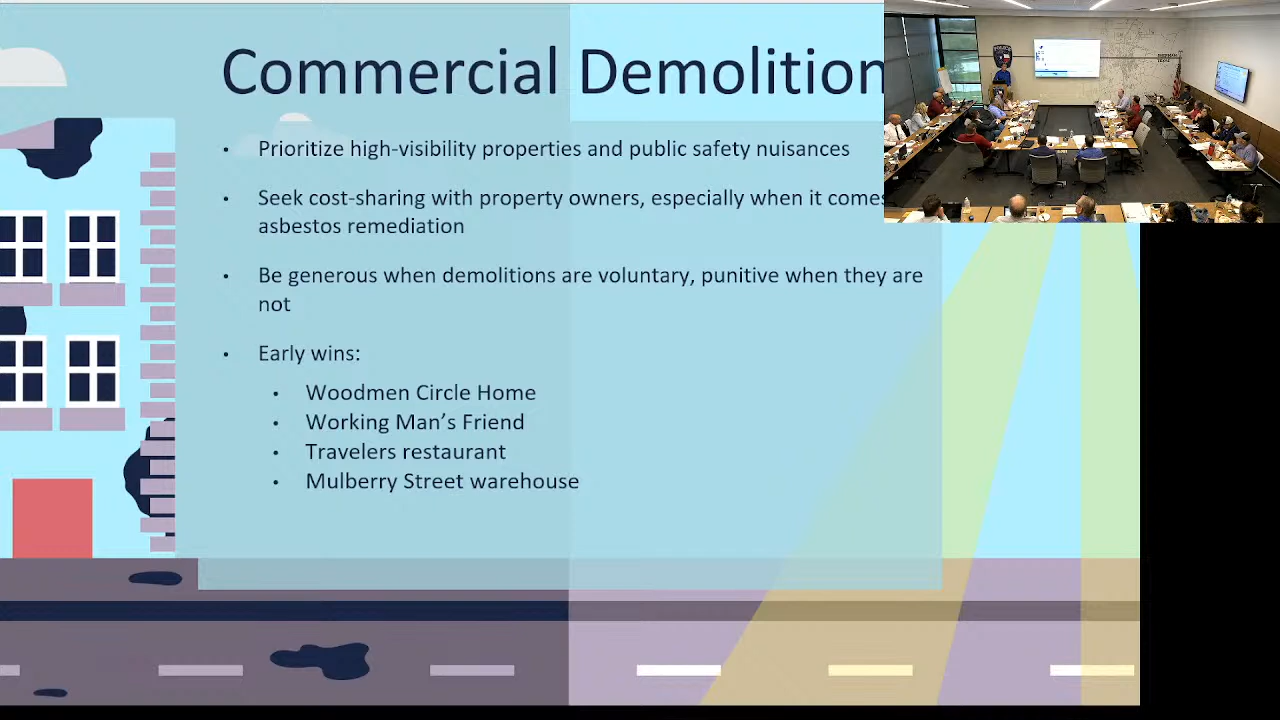 Commercial Demolition
• Prioritize high-visibility properties and public safety nuisances
• Seek cost-sharing with property owners, especially when it comes
asbestos remediation
• Be generous when demolitions are voluntary, punitive when they are
not
• Early wins:
• Woodmen Circle Home
• Working Man's Friend
• Travelers restaurant
• Mulberry Street warehouse